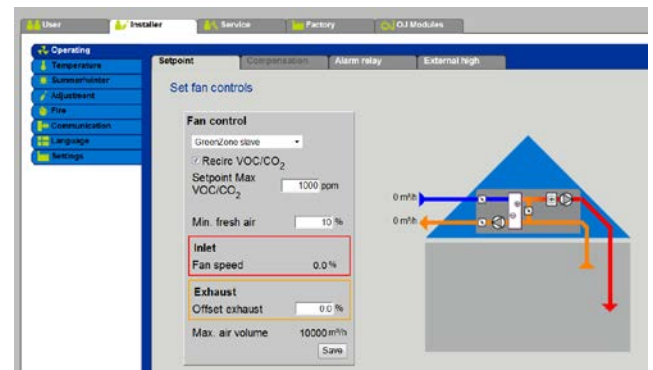 User Installer Service Factory OJ Modules
Operating
Temperature
Summer/winter
Adjustment
Fire
Communication
Language
Settings
Setpoint Compensation Alarm relay External high
Set fan controls
Fan control
GreenZone slave
Recirc VOC/CO2
Setpoint Max
VOC/CO2 1000 ppm
Min. fresh air 10 %
Inlet
Fan speed 0.0 %
Exhaust
Offset exhaust 0.0 %
Max. air volume 10000 m³/h
Save
0 m³/h
0 m³/h